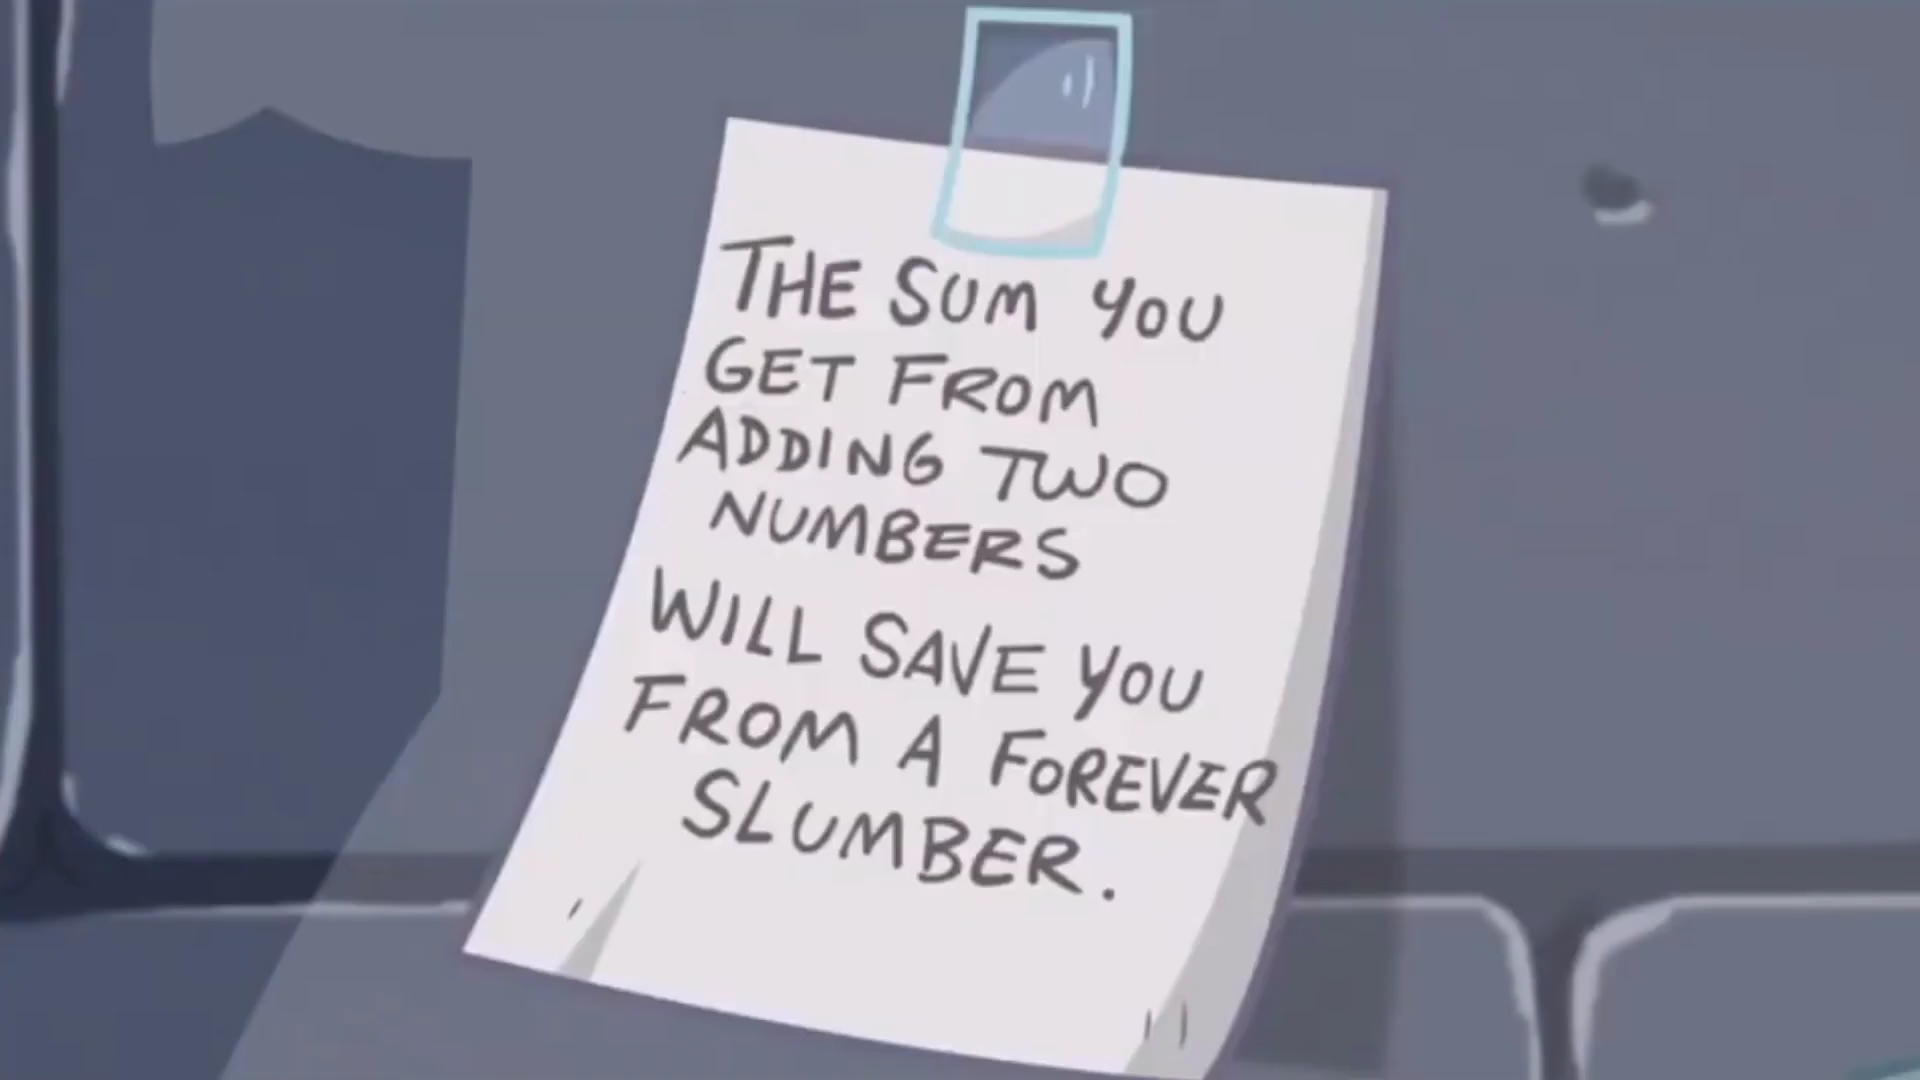 THE SUM YOU
GET FROM
ADDING TWO
NUMBERS
WILL SAVE YOU
FROM A FOREVER
SLUMBER.